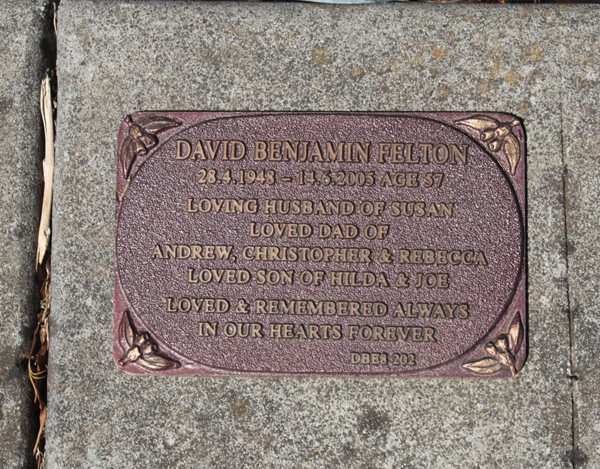 DAVID BENJAMIN FELTON
28.4.1948 – 14.6.2005 AGE 57
LOVING HUSBAND OF SUSAN
LOVED DAD OF
ANDREW, CHRISTOPHER & REBECCA
LOVED SON OF HILDA & JOE
LOVED & REMEMBERED ALWAYS
IN OUR HEARTS FOREVER
DBE8 202